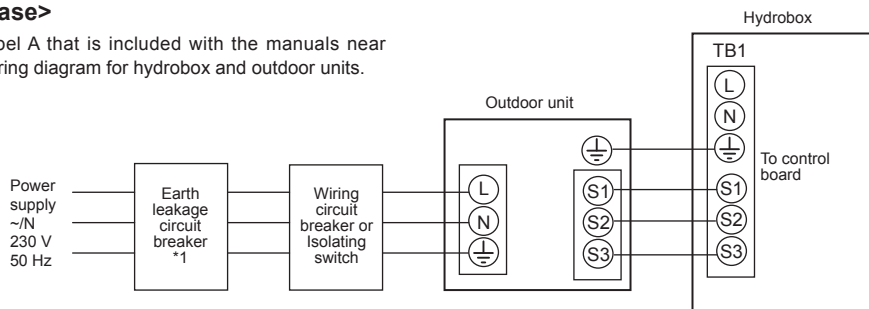 ase>
pel A that is included with the manuals near
ring diagram for hydrobox and outdoor units.
Hydrobox
TB1
L
N
To control
board
S1
S2
S3
Outdoor unit
L
N
S1
S2
S3
Power
supply
~/N
230 V
50 Hz
Earth
leakage
circuit
breaker
*1
Wiring
circuit
breaker or
Isolating
switch